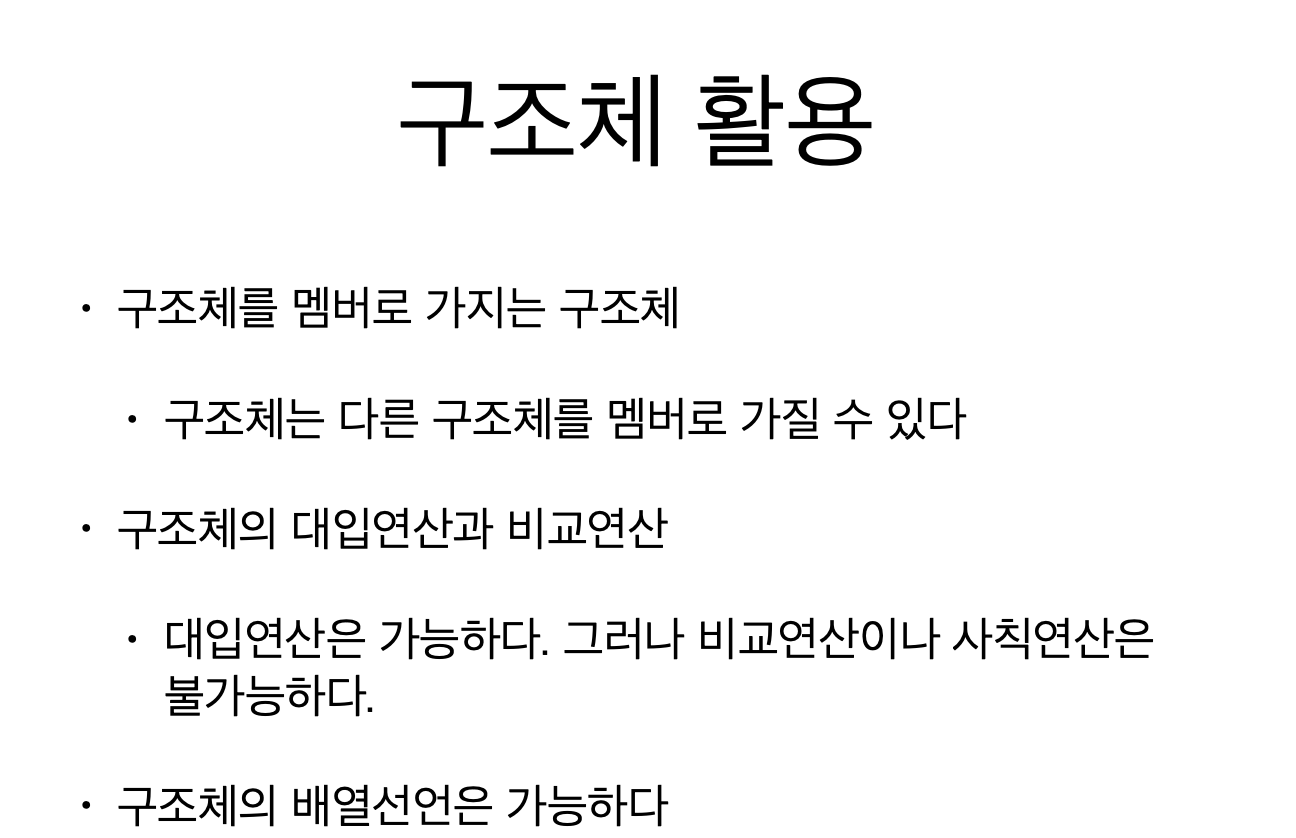 구조체 활용
• 구조체를 멤버로 가지는 구조체
• 구조체는 다른 구조체를 멤버로 가질 수 있다
• 구조체의 대입연산과 비교연산
• 대입연산은 가능하다. 그러나 비교연산이나 사칙연산은
불가능하다.
• 구조체의 배열선언은 가능하다